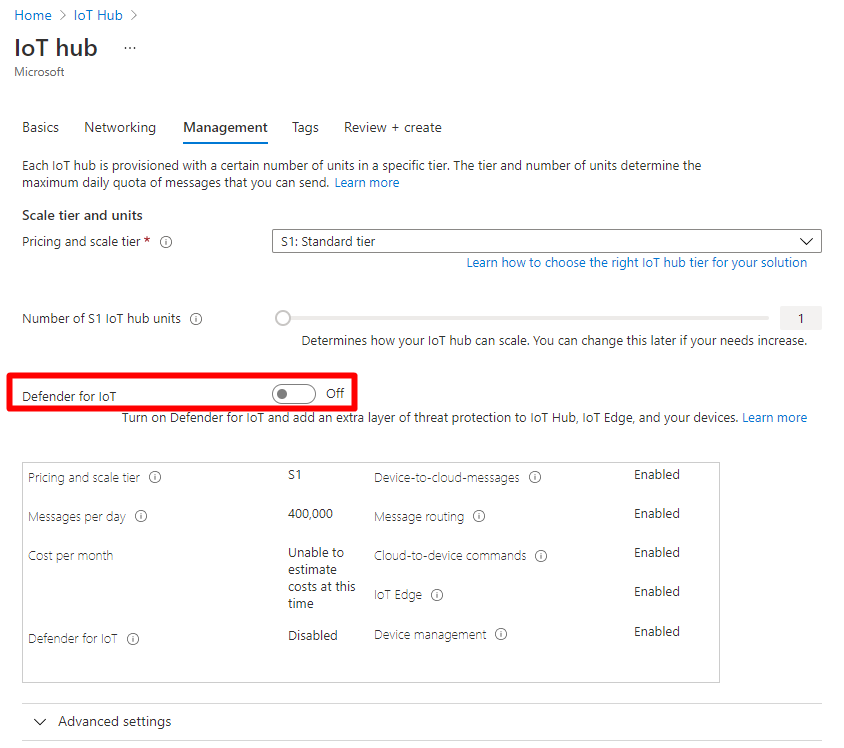 Home > IoT Hub >
IoT hub ...
Microsoft
Basics Networking Management Tags Review + create
Each IoT hub is provisioned with a certain number of units in a specific tier. The tier and number of units determine the
maximum daily quota of messages that you can send. Learn more
Scale tier and units
Pricing and scale tier * S1: Standard tier
Learn how to choose the right IoT hub tier for your solution
Number of S1 IoT hub units 1
Determines how your IoT hub can scale. You can change this later if your needs increase.
Defender for IoT Off
Turn on Defender for IoT and add an extra layer of threat protection to IoT Hub, IoT Edge, and your devices. Learn more
Pricing and scale tier S1 Device-to-cloud-messages Enabled
Messages per day 400,000 Message routing Enabled
Cost per month Unable to Cloud-to-device commands Enabled
estimate
costs at this IoT Edge Enabled
time
Defender for IoT Disabled Device management Enabled
Advanced settings